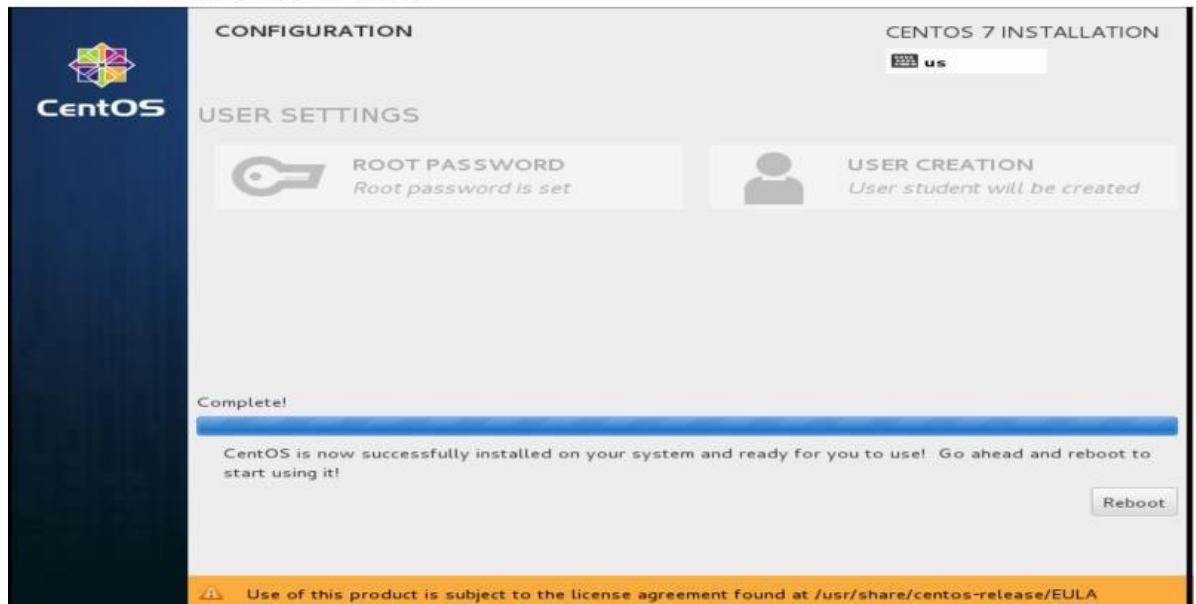 CONFIGURATION
CENTOS 7 INSTALLATION
us
CentOS
USER SETTINGS
ROOT PASSWORD
Root password is set
USER CREATION
User student will be created
Complete!
CentOS is now successfully installed on your system and ready for you to use! Go ahead and reboot to
start using it!
Reboot
Use of this product is subject to the license agreement found at /usr/share/centos-release/EULA